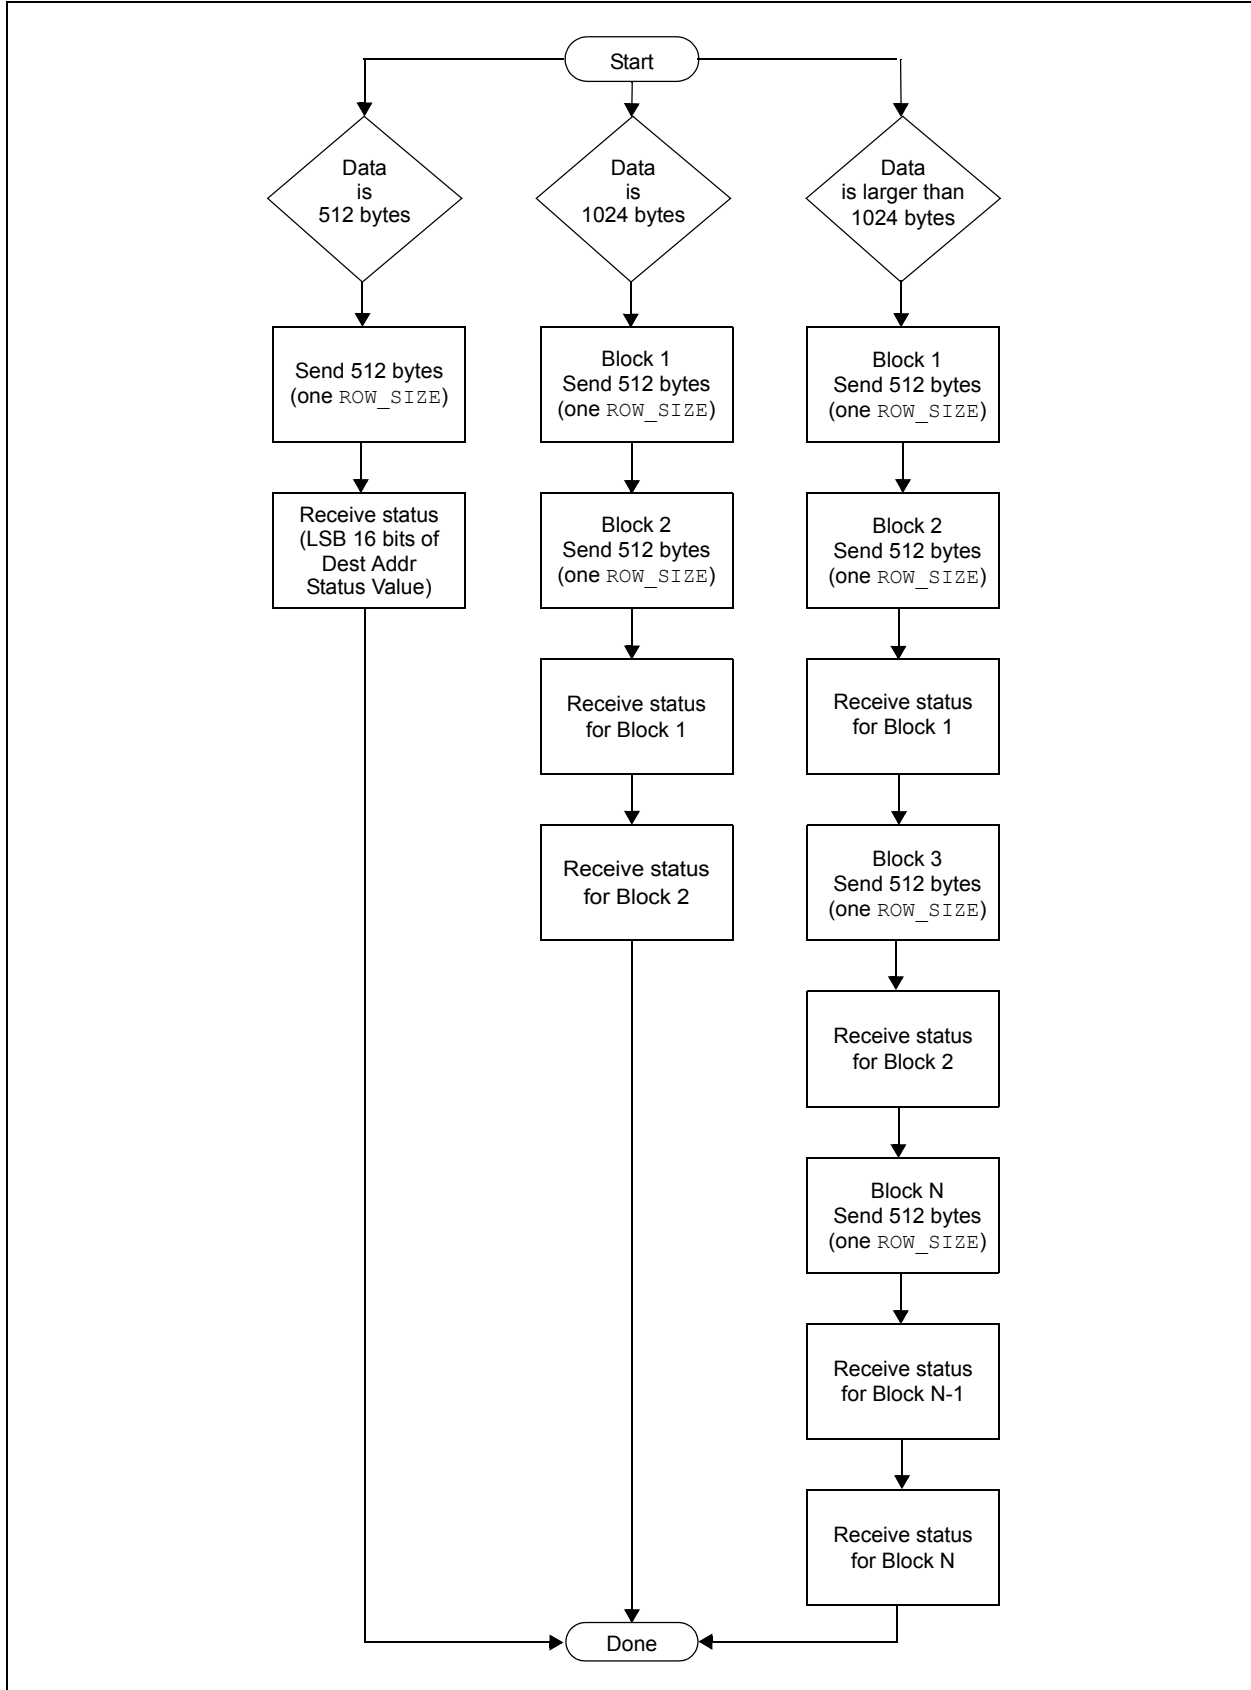 Start
Data
is
512 bytes
Data
is
1024 bytes
Data
is larger than
1024 bytes
Send 512 bytes
(one ROW_SIZE)
Block 1
Send 512 bytes
(one ROW_SIZE)
Block 1
Send 512 bytes
(one ROW_SIZE)
Receive status
(LSB 16 bits of
Dest Addr
Status Value)
Block 2
Send 512 bytes
(one ROW_SIZE)
Block 2
Send 512 bytes
(one ROW_SIZE)
Receive status
for Block 1
Receive status
for Block 1
Receive status
for Block 2
Block 3
Send 512 bytes
(one ROW_SIZE)
Receive status
for Block 2
Block N
Send 512 bytes
(one ROW_SIZE)
Receive status
for Block N-1
Receive status
for Block N
Done